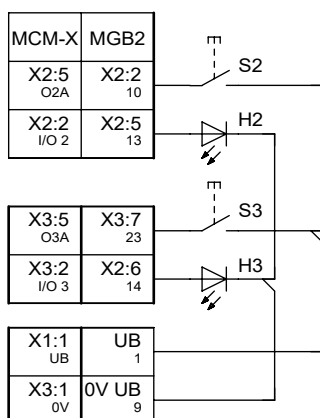 MCM-X MGB2
X2:5 X2:2 S2
O2A 10
X2:2 X2:5 H2
I/O 2 13
X3:5 X3:7 S3
O3A 23
X3:2 X2:6 H3
I/O 3 14
X1:1 UB
UB 1
X3:1 0V UB
0V 9